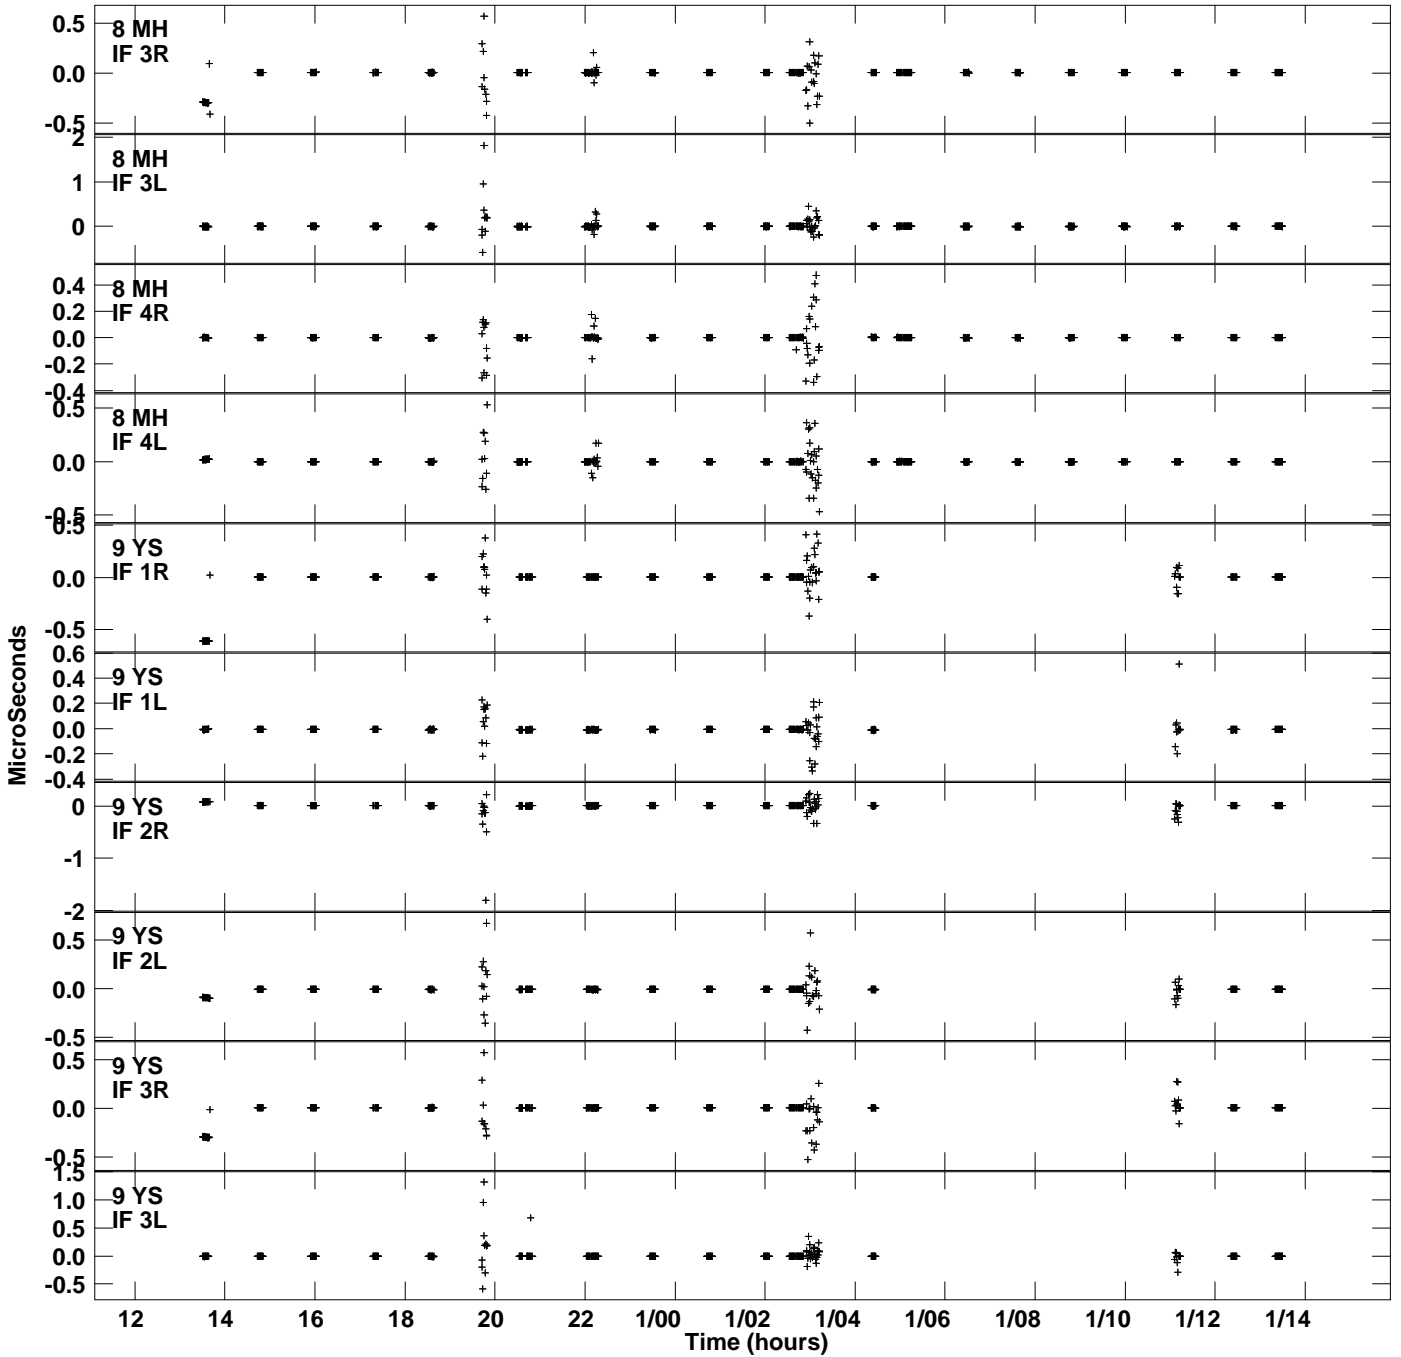 0.5
0.0
-0.5
8 MH
IF 3R
2
1
0
8 MH
IF 3L
0.4
0.2
0.0
-0.2
-0.4
8 MH
IF 4R
0.5
0.0
-0.5
8 MH
IF 4L
0.5
0.0
-0.5
9 YS
IF 1R
0.6
0.4
0.2
0.0
-0.2
-0.4
9 YS
IF 1L
0
-1
-2
9 YS
IF 2R
0.5
0.0
-0.5
9 YS
IF 2L
0.5
0.0
-0.5
9 YS
IF 3R
1.5
1.0
0.5
0.0
-0.5
9 YS
IF 3L
MicroSeconds
12 14 16 18 20 22 1/00 1/02 1/04 1/06 1/08 1/10 1/12 1/14
Time (hours)